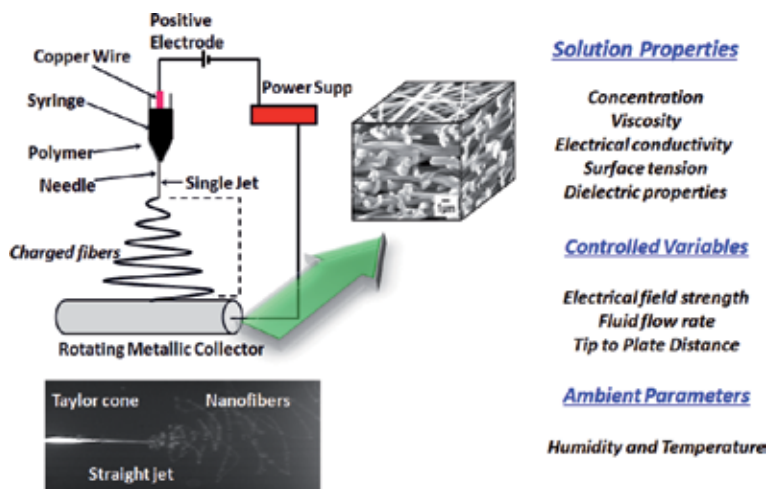 Positive
Electrode
Copper Wire
Power Supp
Syringe
Polymer
Needle
Single Jet
Charged fibers
Rotating Metallic Collector
1µm
Taylor cone
Nanofibers
Straight jet
Solution Properties
Concentration
Viscosity
Electrical conductivity
Surface tension
Dielectric properties
Controlled Variables
Electrical field strength
Fluid flow rate
Tip to Plate Distance
Ambient Parameters
Humidity and Temperature